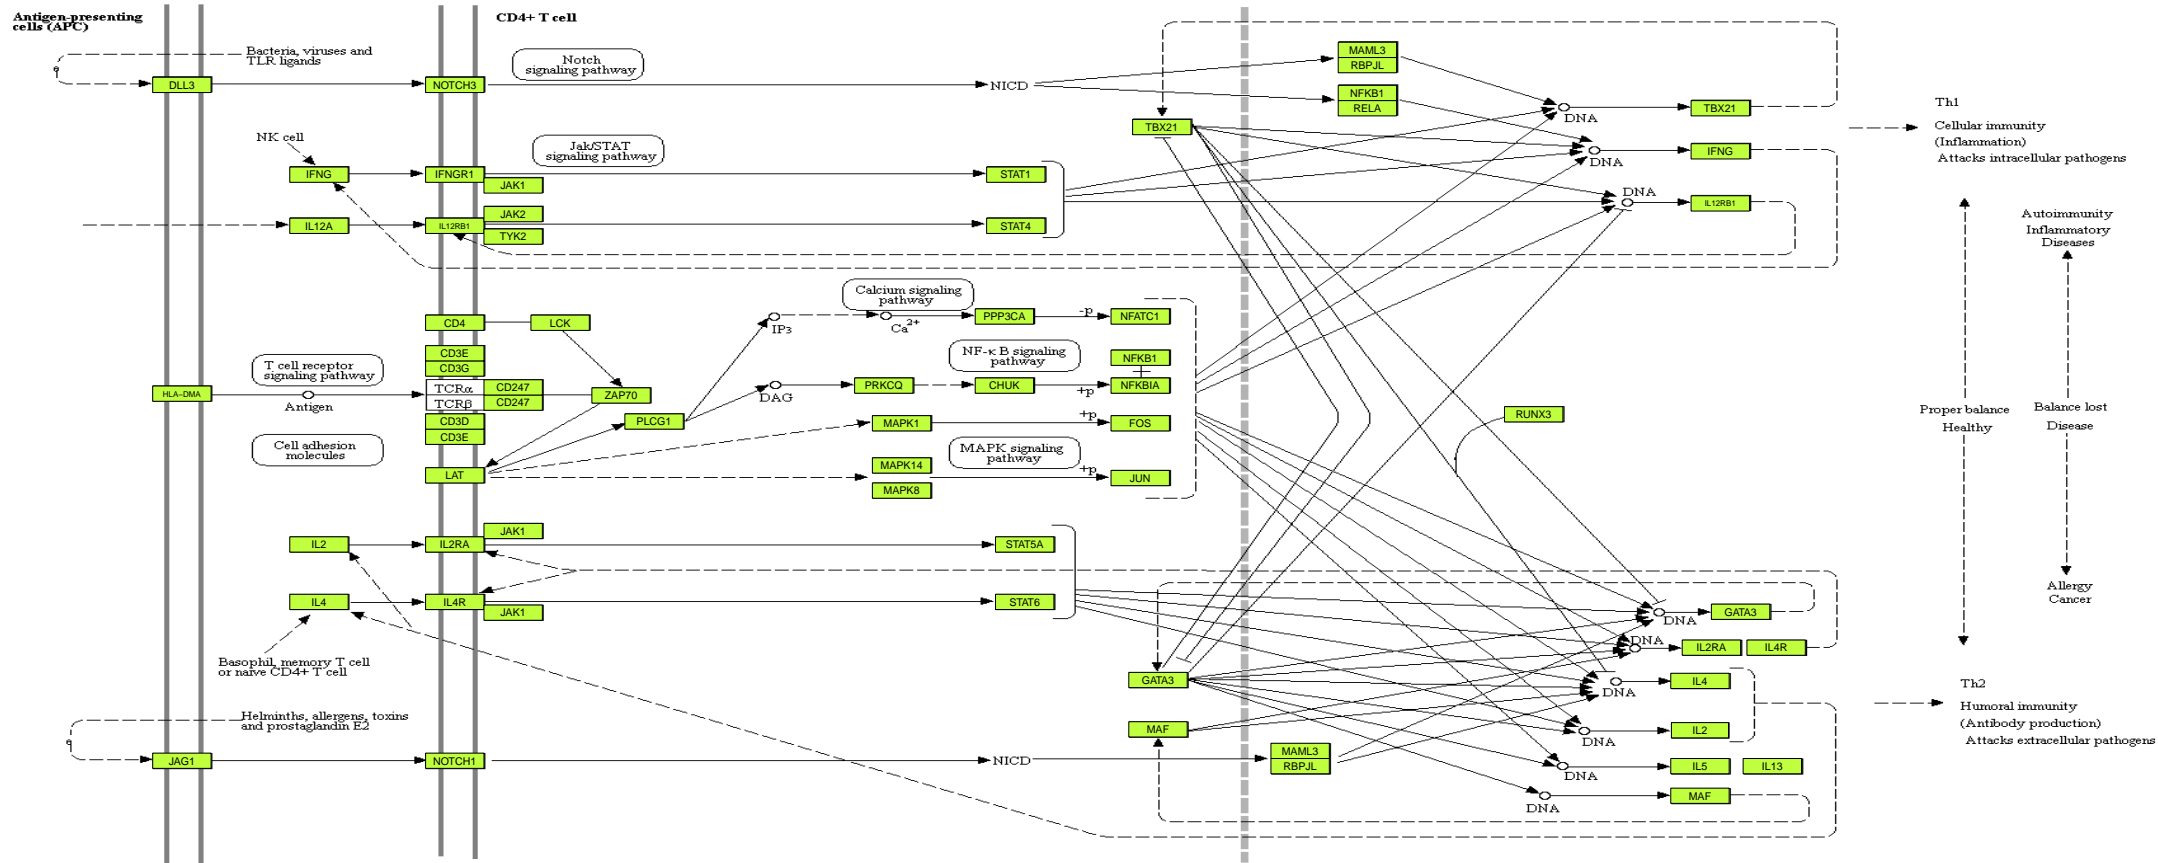 Antigen-presenting
cells (APC)
CD4+ T cell
Bacteria, viruses and
TLR ligands
Notch
signaling pathway
DLL3
NOTCH3
NICD
MAML3
RBPJL
NFKB1
RELA
DNA
TBX21
TBX21
Th1
Cellular immunity
(Inflammation)
Attacks intracellular pathogens
NK cell
Jak/STAT
signaling pathway
IFNG
IFNGR1
JAK1
STAT1
DNA
IFNG
IL12A
IL12RB1
JAK2
TYK2
STAT4
DNA
IL12RB1
Autoimmunity
Inflammatory
Diseases
Calcium signaling
pathway
CD4
LCK
IP3
Ca2+
PPP3CA
-p
NFATC1
CD3E
CD3G
T cell receptor
signaling pathway
NF-κ B signaling
pathway
NFKB1
HLA-DMA
Antigen
TCRα
TCRβ
CD247
CD247
ZAP70
DAG
PRKCQ
CHUK
+p
NFKBIA
CD3D
CD3E
PLCG1
MAPK1
+p
FOS
RUNX3
Proper balance
Healthy
Balance lost
Disease
Cell adhesion
molecules
LAT
MAPK14
MAPK8
MAPK signaling
pathway
+p
JUN
IL2
IL2RA
JAK1
STAT5A
IL4
IL4R
JAK1
STAT6
Allergy
Cancer
DNA
GATA3
DNA
IL2RA
IL4R
Basophil, memory T cell
or naive CD4+ T cell
GATA3
DNA
IL4
Th2
Humoral immunity
(Antibody production)
Attacks extracellular pathogens
Helminths, allergens, toxins
and prostaglandin E2
MAF
DNA
IL2
JAG1
NOTCH1
NICD
MAML3
RBPJL
DNA
IL5
IL13
DNA
MAF